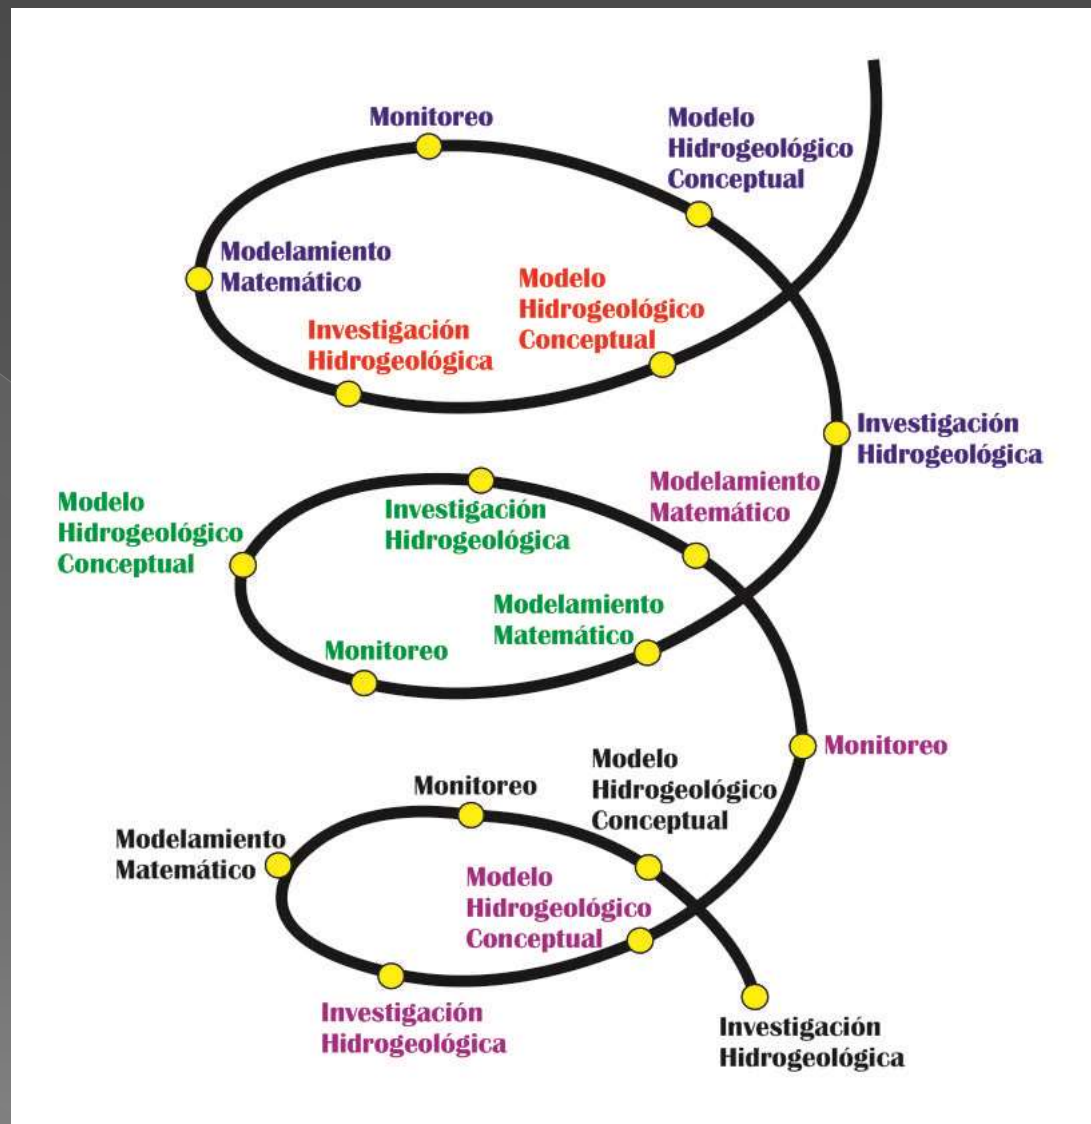 Monitoreo
Modelo
Hidrogeológico
Conceptual
Modelamiento
Matemático
Modelo
Hidrogeológico
Conceptual
Investigación
Hidrogeológica
Investigación
Hidrogeológica
Modelamiento
Matemático
Modelo
Hidrogeológico
Conceptual
Investigación
Hidrogeológica
Modelamiento
Matemático
Monitoreo
Monitoreo
Modelo
Hidrogeológico
Conceptual
Monitoreo
Modelamiento
Matemático
Modelo
Hidrogeológico
Conceptual
Investigación
Hidrogeológica
Investigación
Hidrogeológica